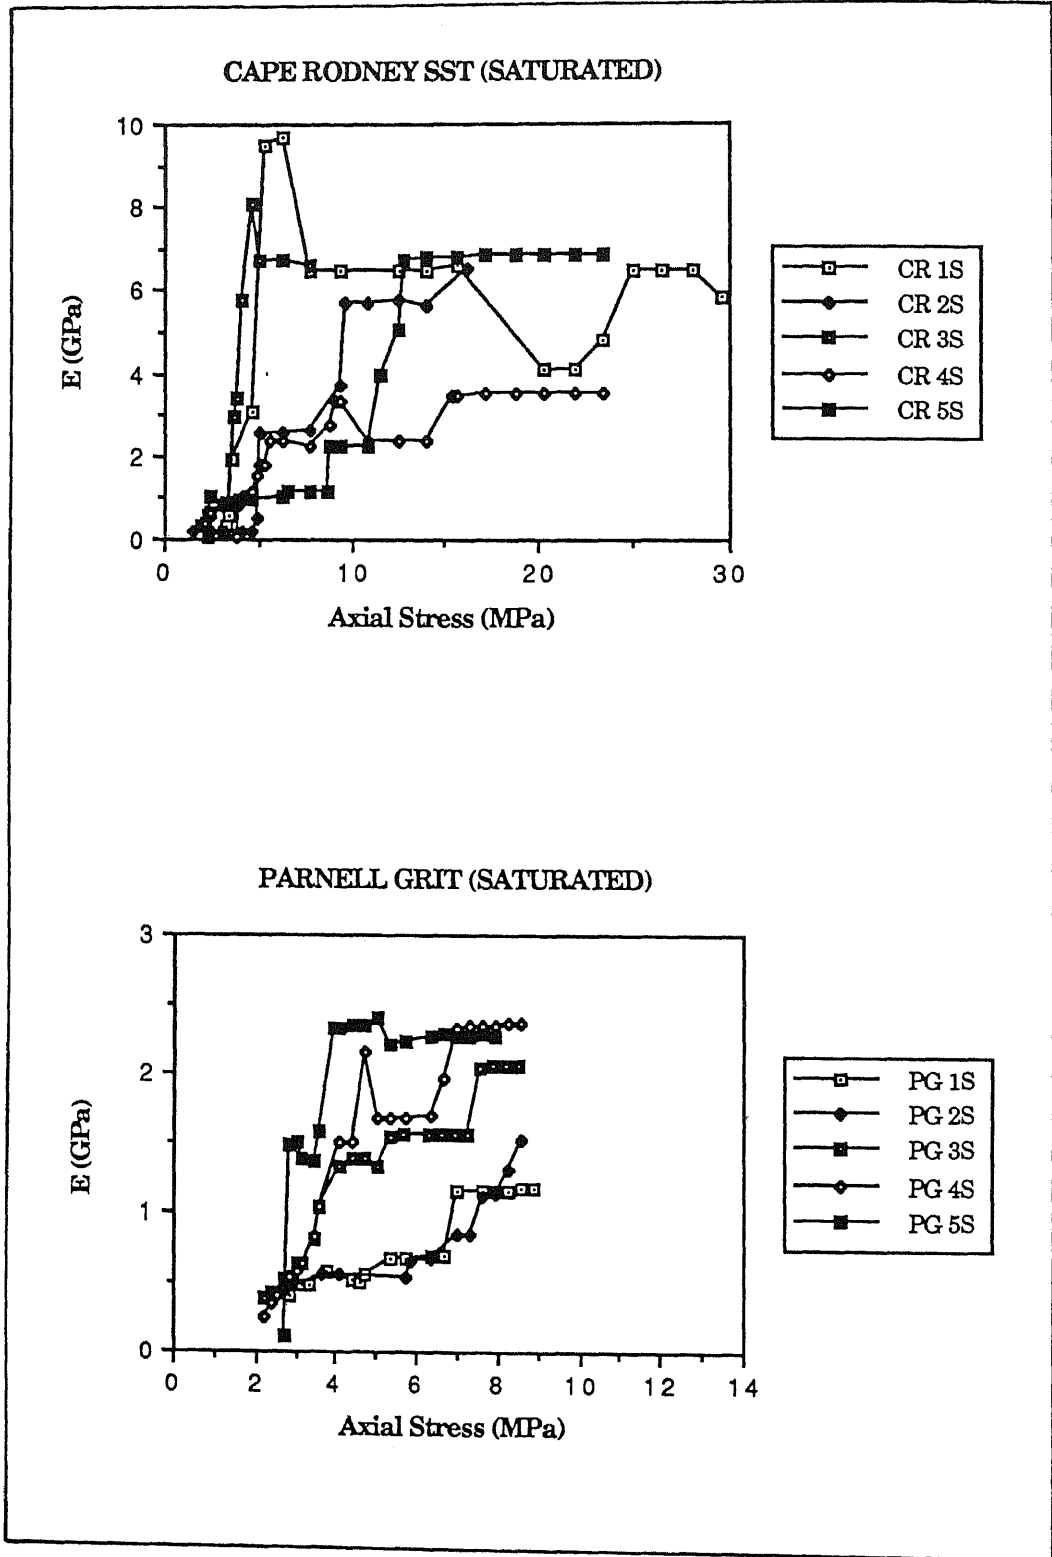 CAPE RODNEY SST (SATURATED)
10
8
6
4
2
0
E (GPa)
0
10
20
30
Axial Stress (MPa)
CR 1S
CR 2S
CR 3S
CR 4S
CR 5S
PARNELL GRIT (SATURATED)
3
2
1
0
E (GPa)
0
2
4
6
8
10
12
14
Axial Stress (MPa)
PG 1S
PG 2S
PG 3S
PG 4S
PG 5S